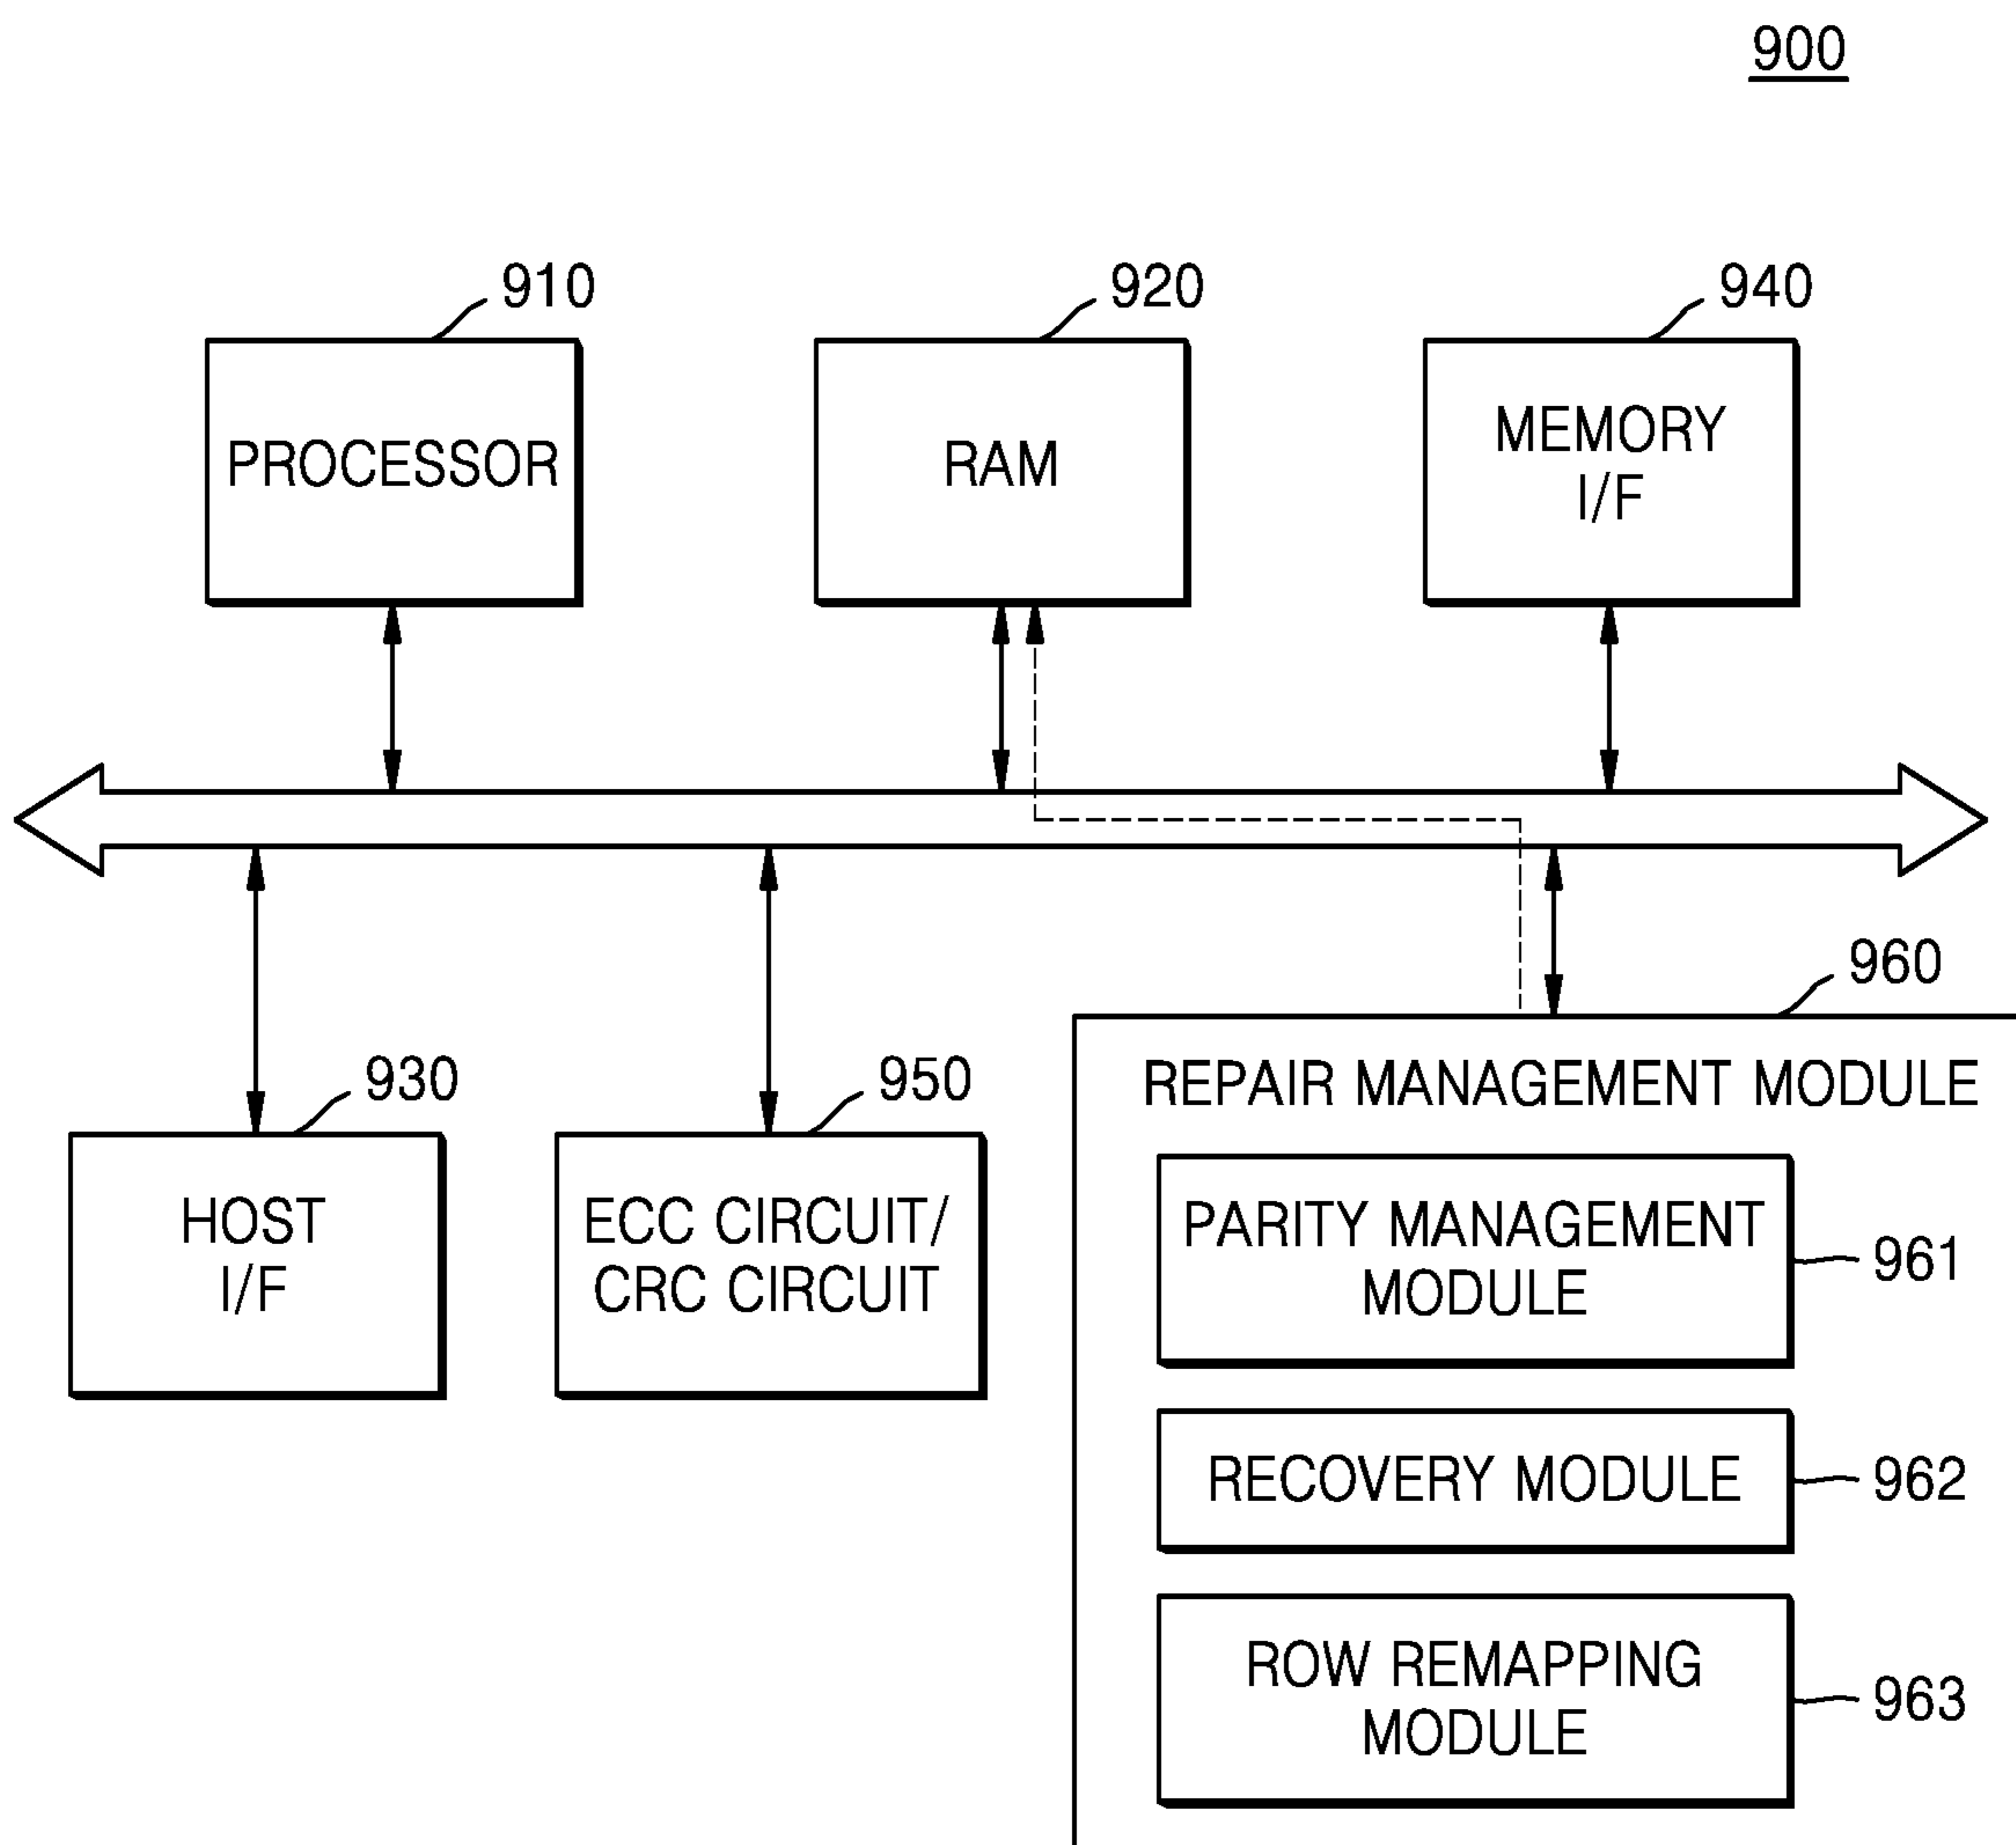 900
910
920
940
PROCESSOR
RAM
MEMORY
I/F
960
930
950
REPAIR MANAGEMENT MODULE
HOST
I/F
ECC CIRCUIT/
CRC CIRCUIT
PARITY MANAGEMENT
MODULE
961
RECOVERY MODULE
962
ROW REMAPPING
MODULE
963